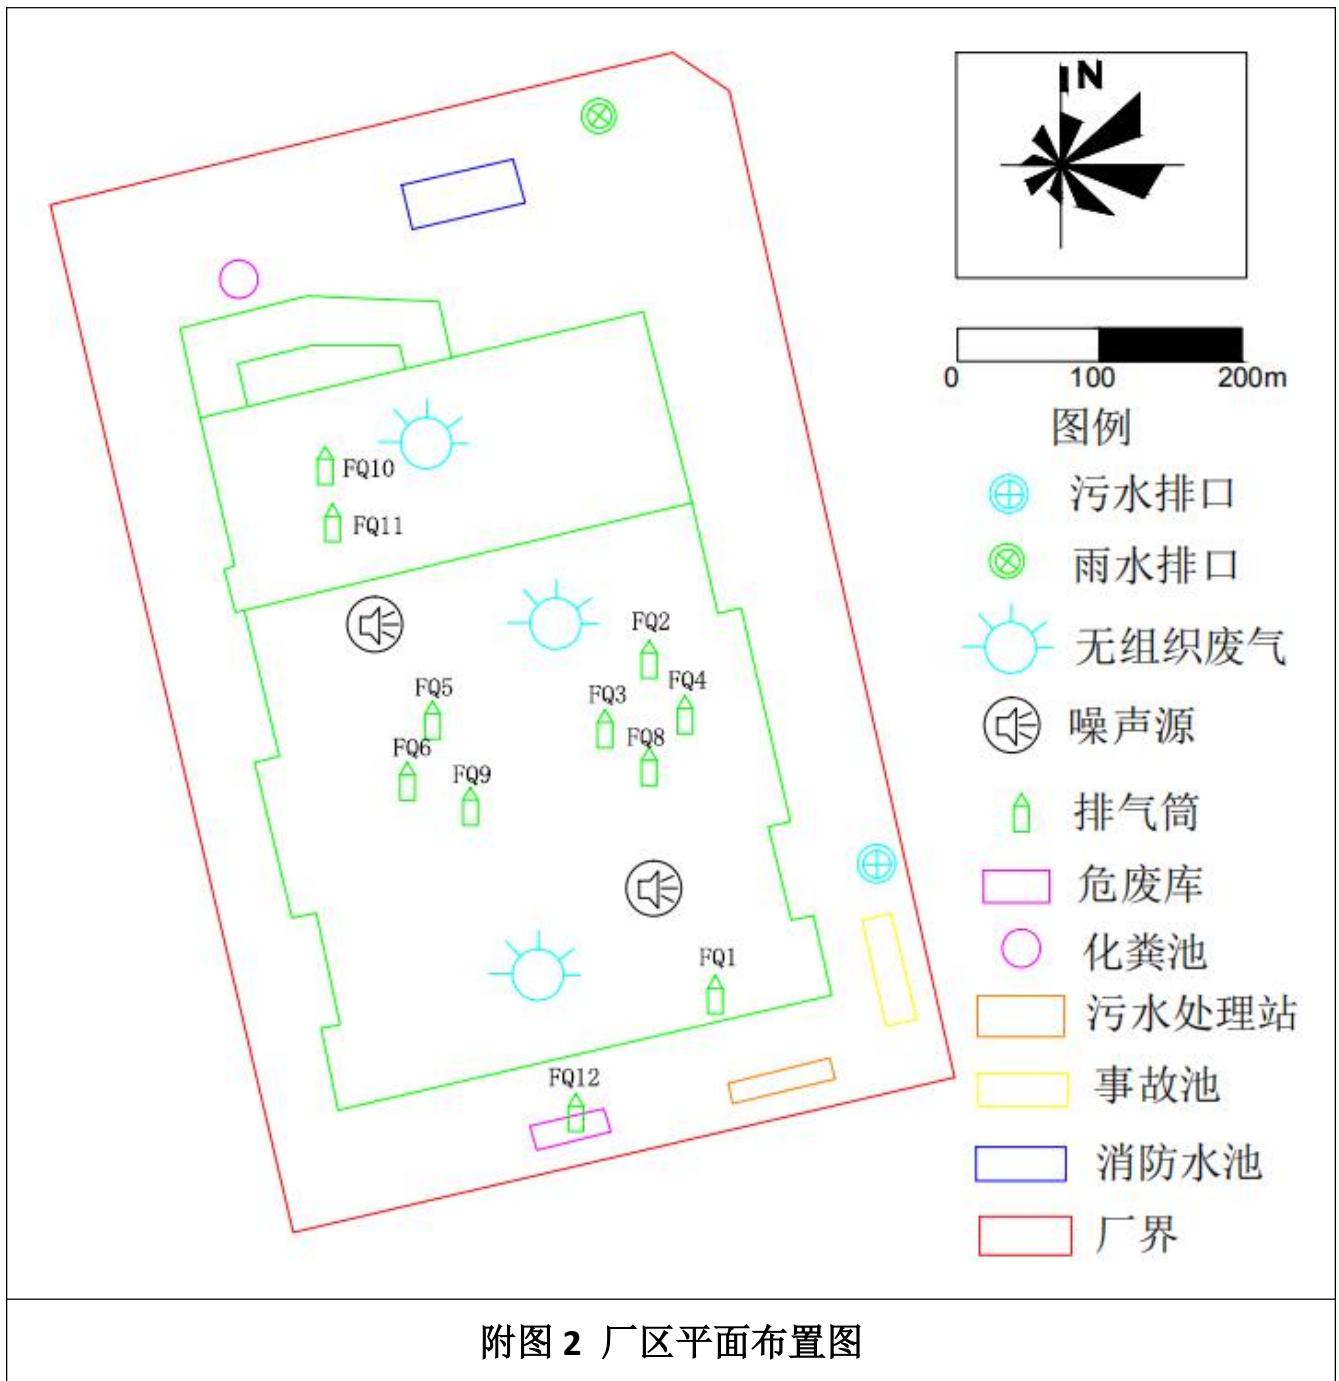 N
0 100 200m
图例
污水排口
雨水排口
无组织废气
噪声源
排气筒
危废库
化粪池
污水处理站
事故池
消防水池
厂界
FQ10
FQ11
FQ2
FQ5
FQ3
FQ4
FQ6
FQ8
FQ9
FQ1
FQ12
附图 2 厂区平面布置图